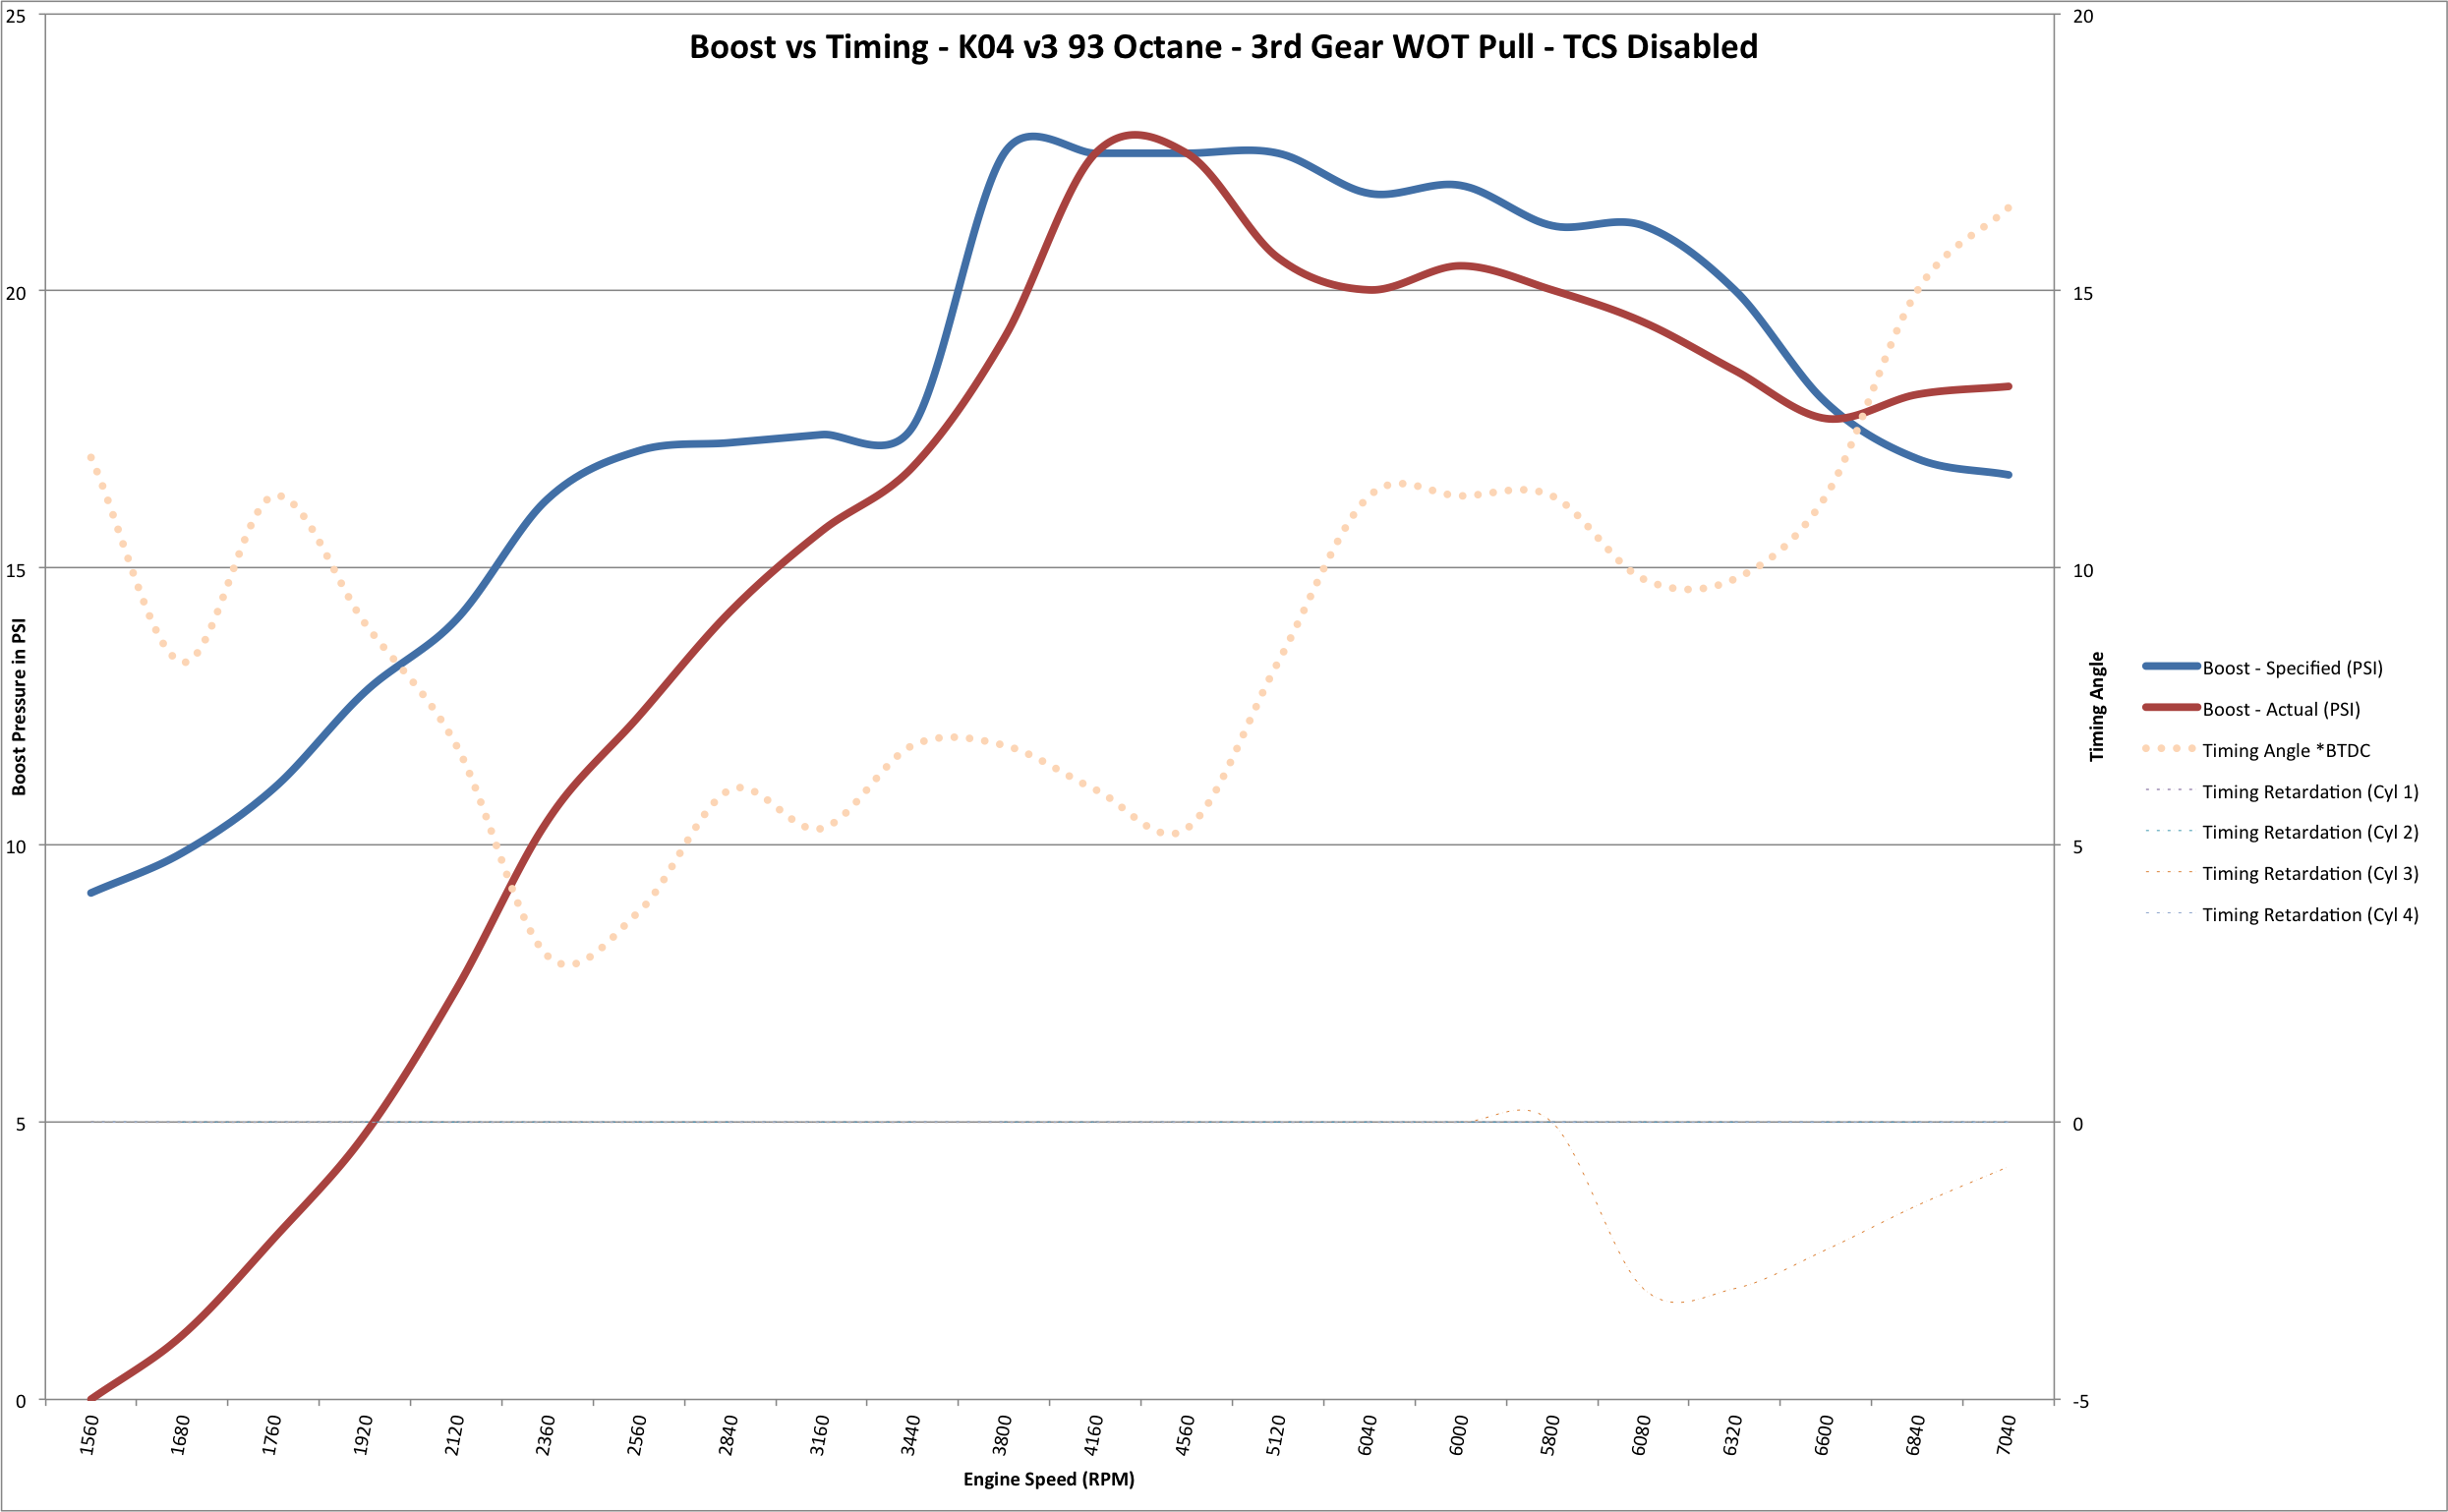 Boost vs Timing - K04 v3 93 Octane - 3rd Gear WOT Pull - TCS Disabled
25
20
15
10
5
0
Boost Pressure in PSI
20
15
10
5
0
-5
Timing Angle
Boost - Specified (PSI)
Boost - Actual (PSI)
Timing Angle *BTDC
Timing Retardation (Cyl 1)
Timing Retardation (Cyl 2)
Timing Retardation (Cyl 3)
Timing Retardation (Cyl 4)
1560 1680 1760 1920 2120 2360 2560 2840 3160 3440 3800 4160 4560 5120 6040 6000 5800 6080 6320 6600 6840 7040
Engine Speed (RPM)